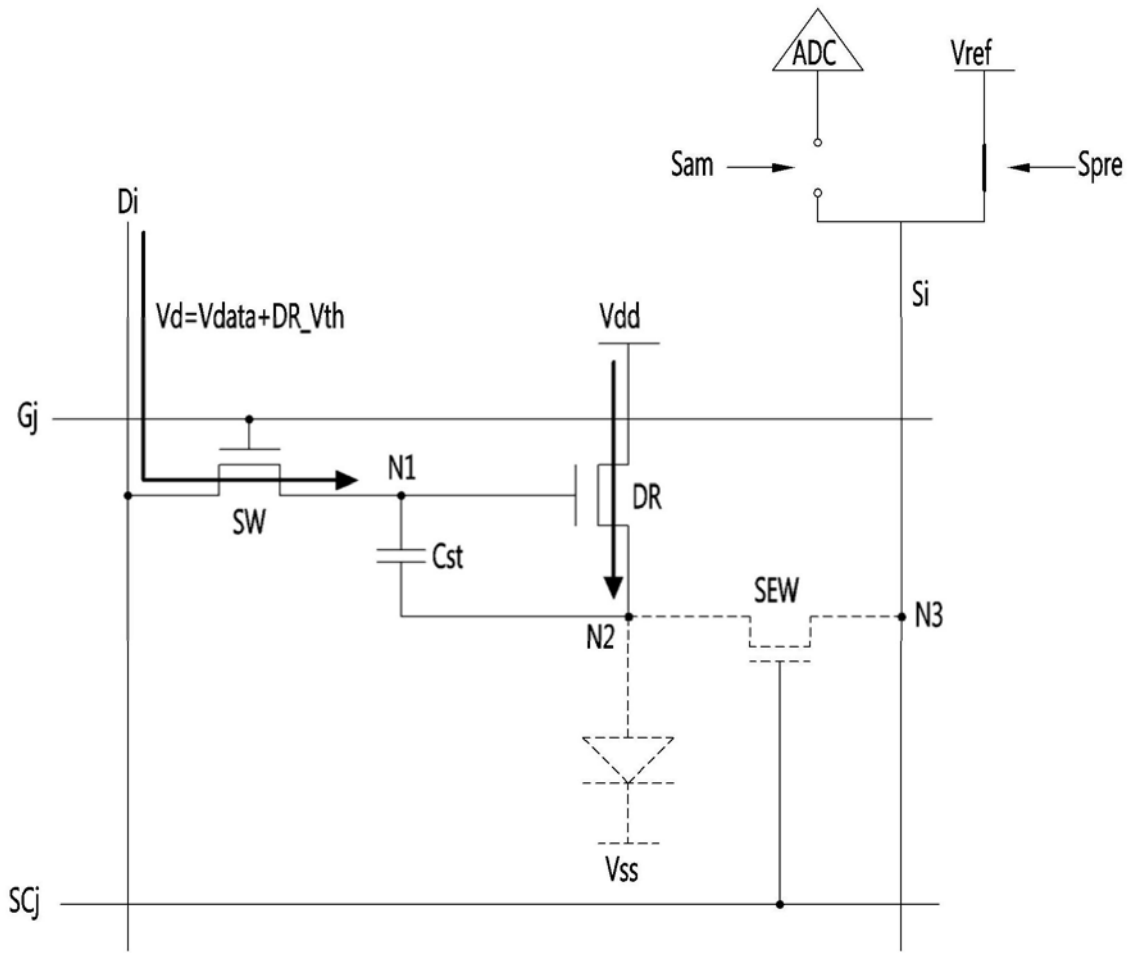 ADC
Vref
Sam
Spre
Di
Si
Vd=Vdata+DR_Vth
Vdd
Gj
N1
DR
SW
Cst
SEW
N2
N3
Vss
SCj